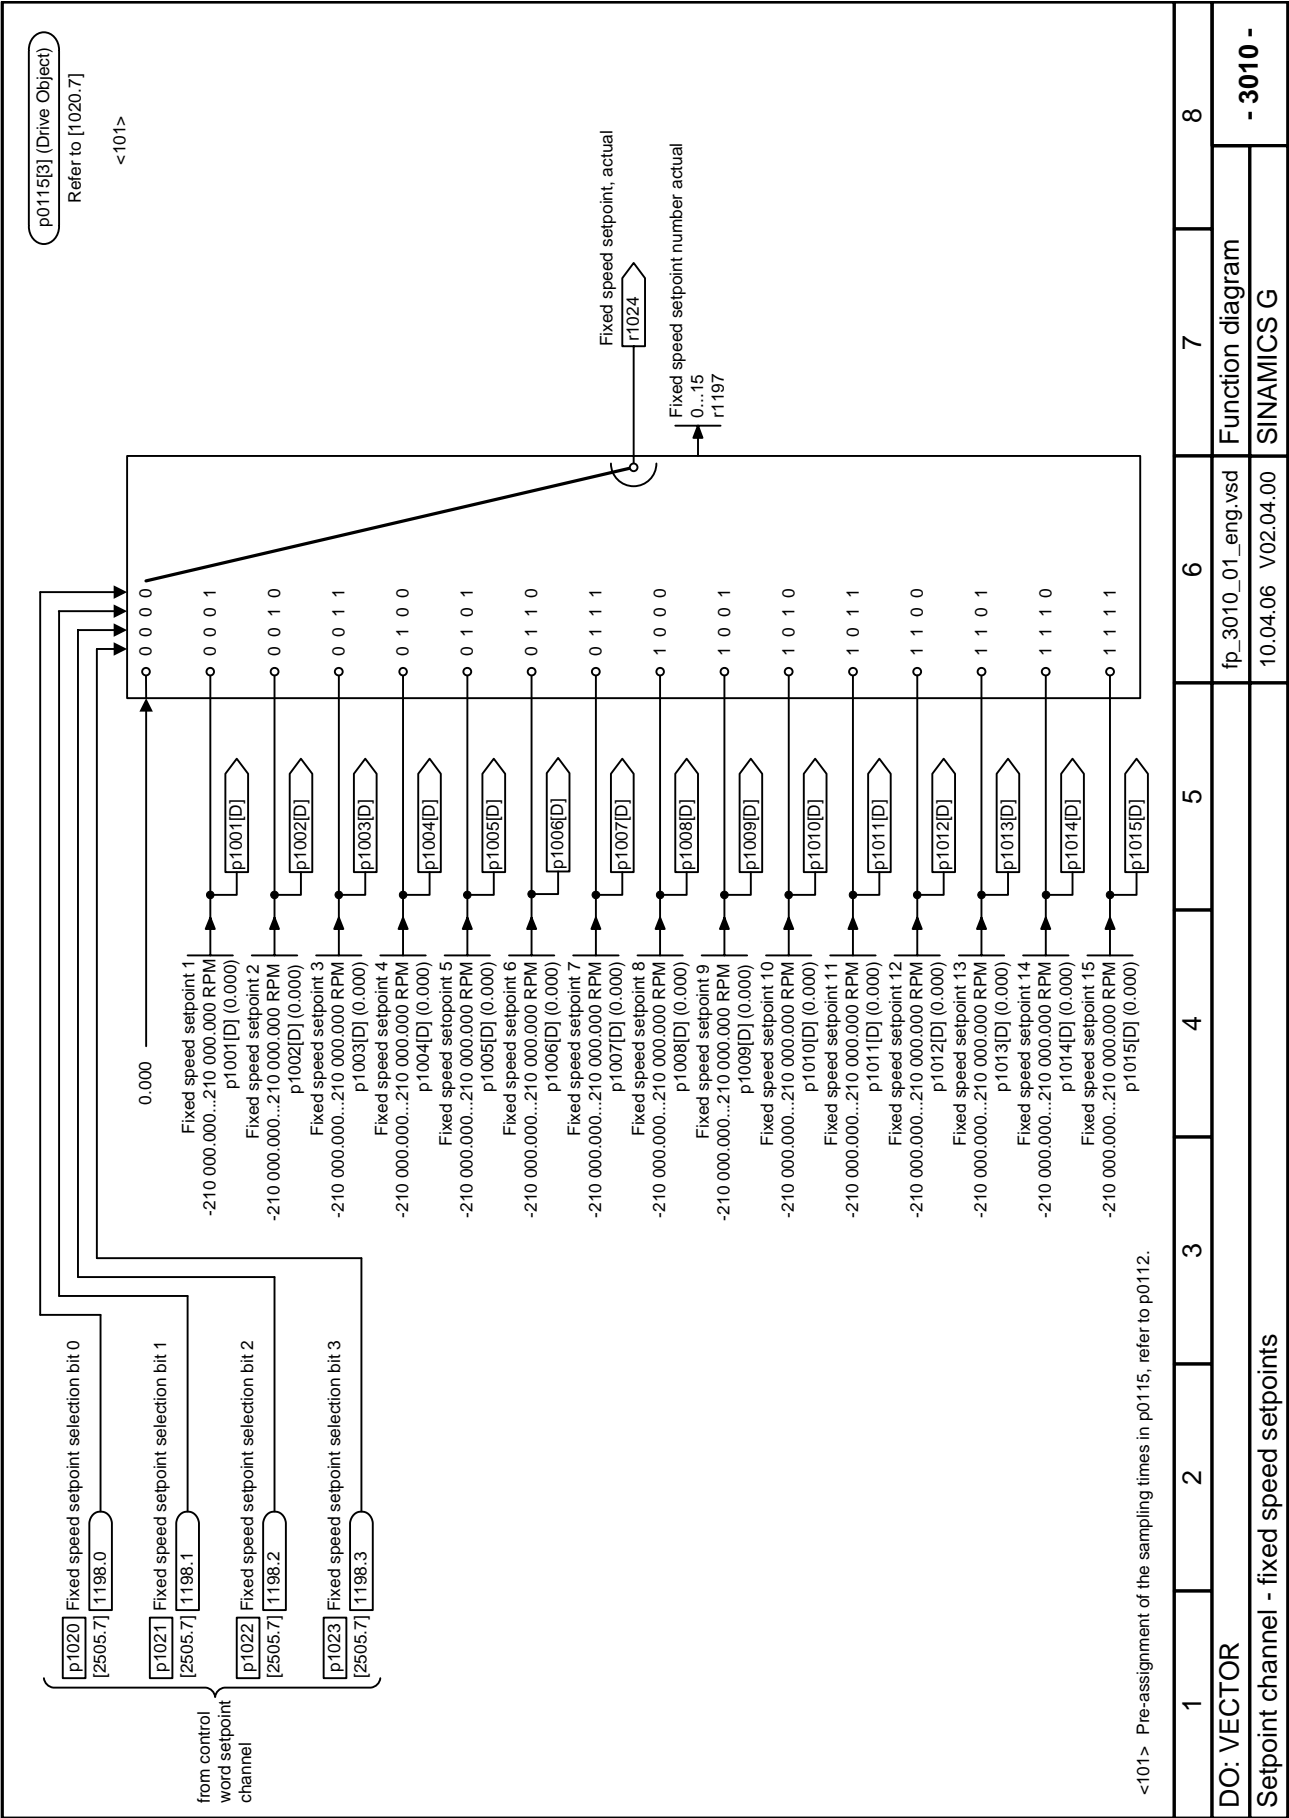 p0115[3] (Drive Object)
Refer to [1020.7]
<101>
from control
word setpoint
channel
p1020 Fixed speed setpoint selection bit 0
[2505.7] 1198.0
p1021 Fixed speed setpoint selection bit 1
[2505.7] 1198.1
p1022 Fixed speed setpoint selection bit 2
[2505.7] 1198.2
p1023 Fixed speed setpoint selection bit 3
[2505.7] 1198.3
0.000
0 0 0 0
Fixed speed setpoint 1
-210 000.000...210 000.000 RPM
p1001[D] (0.000)
p1001[D]
0 0 0 1
Fixed speed setpoint 2
-210 000.000...210 000.000 RPM
p1002[D] (0.000)
p1002[D]
0 0 1 0
Fixed speed setpoint 3
-210 000.000...210 000.000 RPM
p1003[D] (0.000)
p1003[D]
0 0 1 1
Fixed speed setpoint 4
-210 000.000...210 000.000 RPM
p1004[D] (0.000)
p1004[D]
0 1 0 0
Fixed speed setopoint 5
-210 000.000...210 000.000 RPM
p1005[D] (0.000)
p1005[D]
0 1 0 1
Fixed speed setpoint 6
-210 000.000...210 000.000 RPM
p1006[D] (0.000)
p1006[D]
0 1 1 0
Fixed speed setpoint 7
-210 000.000...210 000.000 RPM
p1007[D] (0.000)
p1007[D]
0 1 1 1
Fixed speed setpoint 8
-210 000.000...210 000.000 RPM
p1008[D] (0.000)
p1008[D]
1 0 0 0
Fixed speed setpoint 9
-210 000.000...210 000.000 RPM
p1009[D] (0.000)
p1009[D]
1 0 0 1
Fixed speed setpoint 10
-210 000.000...210 000.000 RPM
p1010[D] (0.000)
p1010[D]
1 0 1 0
Fixed speed setpoint 11
-210 000.000...210 000.000 RPM
p1011[D] (0.000)
p1011[D]
1 0 1 1
Fixed speed setpoint 12
-210 000.000...210 000.000 RPM
p1012[D] (0.000)
p1012[D]
1 1 0 0
Fixed speed setpoint 13
-210 000.000...210 000.000 RPM
p1013[D] (0.000)
p1013[D]
1 1 0 1
Fixed speed setpoint 14
-210 000.000...210 000.000 RPM
p1014[D] (0.000)
p1014[D]
1 1 1 0
Fixed speed setpoint 15
-210 000.000...210 000.000 RPM
p1015[D] (0.000)
p1015[D]
1 1 1 1
Fixed speed setpoint, actual
r1024
Fixed speed setpoint number actual
0...15
r1197
<101> Pre-assignment of the sampling times in p0115, refer to p0112.
1 2 3 4 5 6 7 8
DO: VECTOR
fp_3010_01_eng.vsd
Function diagram
- 3010 -
Setpoint channel - fixed speed setpoints
10.04.06 V02.04.00
SINAMICS G